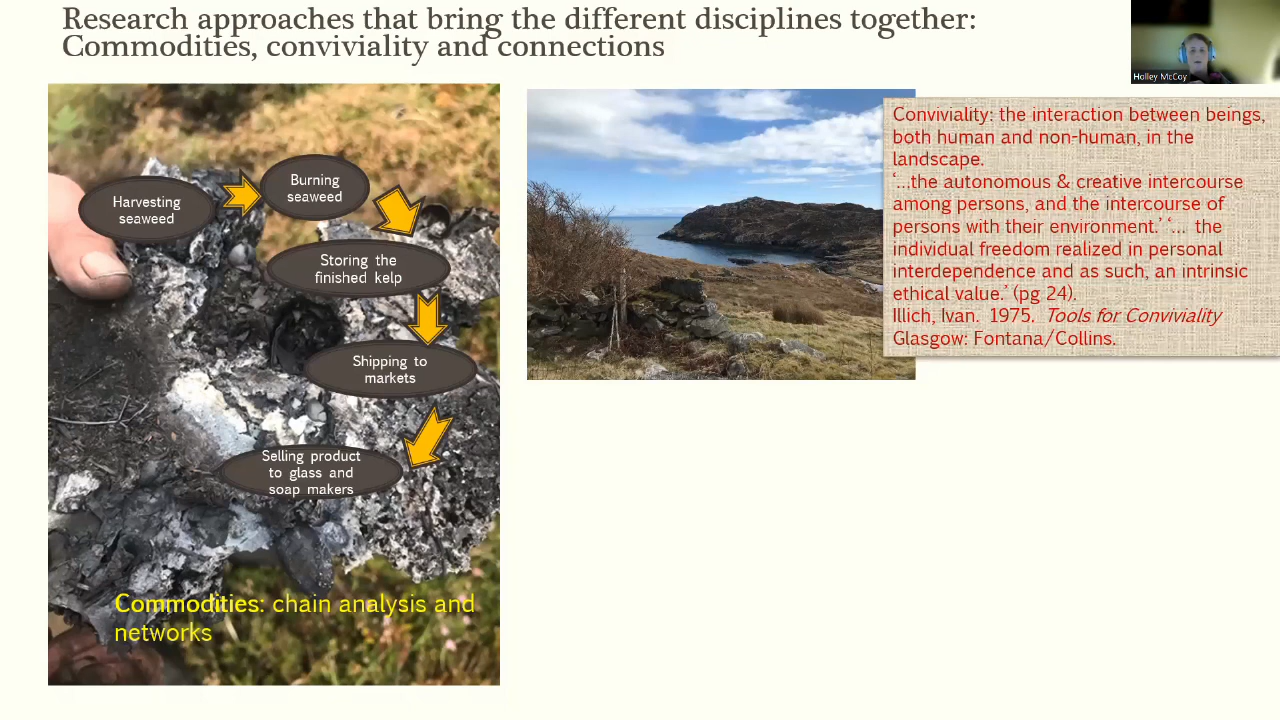 Research approaches that bring the different disciplines together:
Commodities, conviviality and connections
Holley McCoy
Harvesting
seaweed
Burning
seaweed
Storing the
finished kelp
Shipping to
markets
Selling product
to glass and
soap makers
Commodities: chain analysis and
networks
Conviviality: the interaction between beings,
both human and non-human, in the
landscape.
‘...the autonomous & creative intercourse
among persons, and the intercourse of
persons with their environment.’ ‘... the
individual freedom realized in personal
interdependence and as such, an intrinsic
ethical value.’ (pg 24).
Illich, Ivan. 1975. Tools for Conviviality
Glasgow: Fontana/Collins.